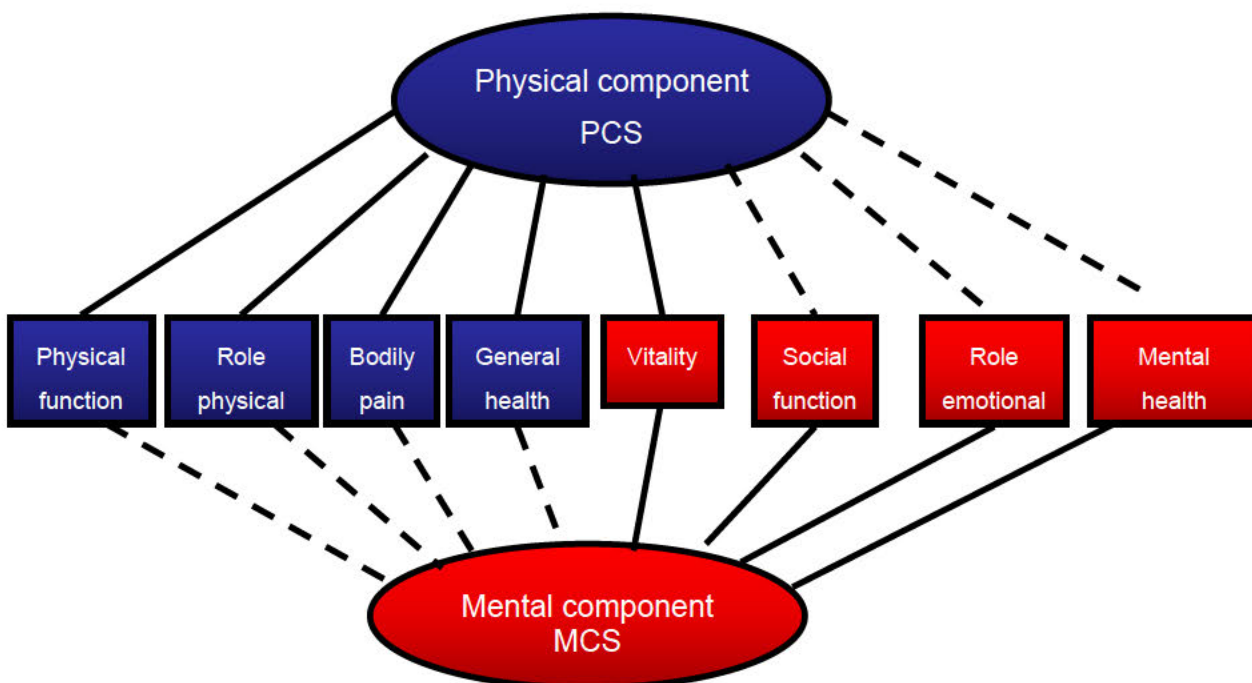 Physical component
PCS
Physical
function
Role
physical
Bodily
pain
General
health
Vitality
Social
function
Role
emotional
Mental
health
Mental component
MCS